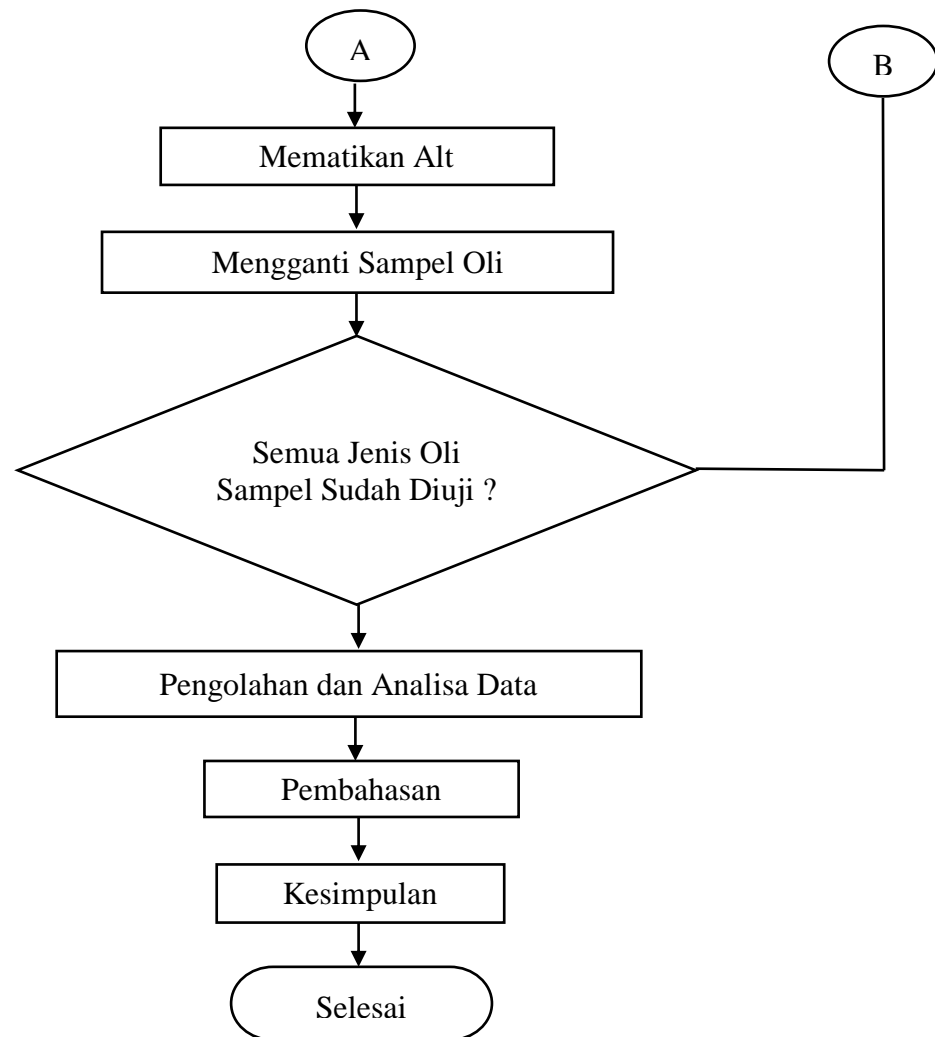 A
B
Mematikan Alt
Mengganti Sampel Oli
Semua Jenis Oli
Sampel Sudah Diuji ?
Pengolahan dan Analisa Data
Pembahasan
Kesimpulan
Selesai